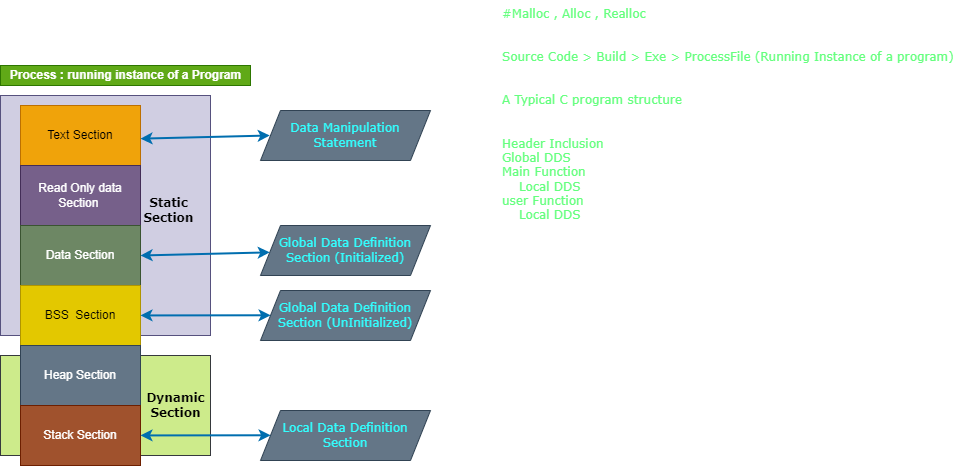 #Malloc , Alloc , Realloc
Source Code > Build > Exe > ProcessFile (Running Instance of a program)
A Typical C program structure
Header Inclusion
Global DDS
Main Function
Local DDS
user Function
Local DDS
Process : running instance of a Program
Text Section
Data Manipulation
Statement
Read Only data
Section
Static
Section
Data Section
Global Data Definition
Section (Initialized)
BSS Section
Global Data Definition
Section (UnInitialized)
Heap Section
Dynamic
Section
Stack Section
Local Data Definition
Section